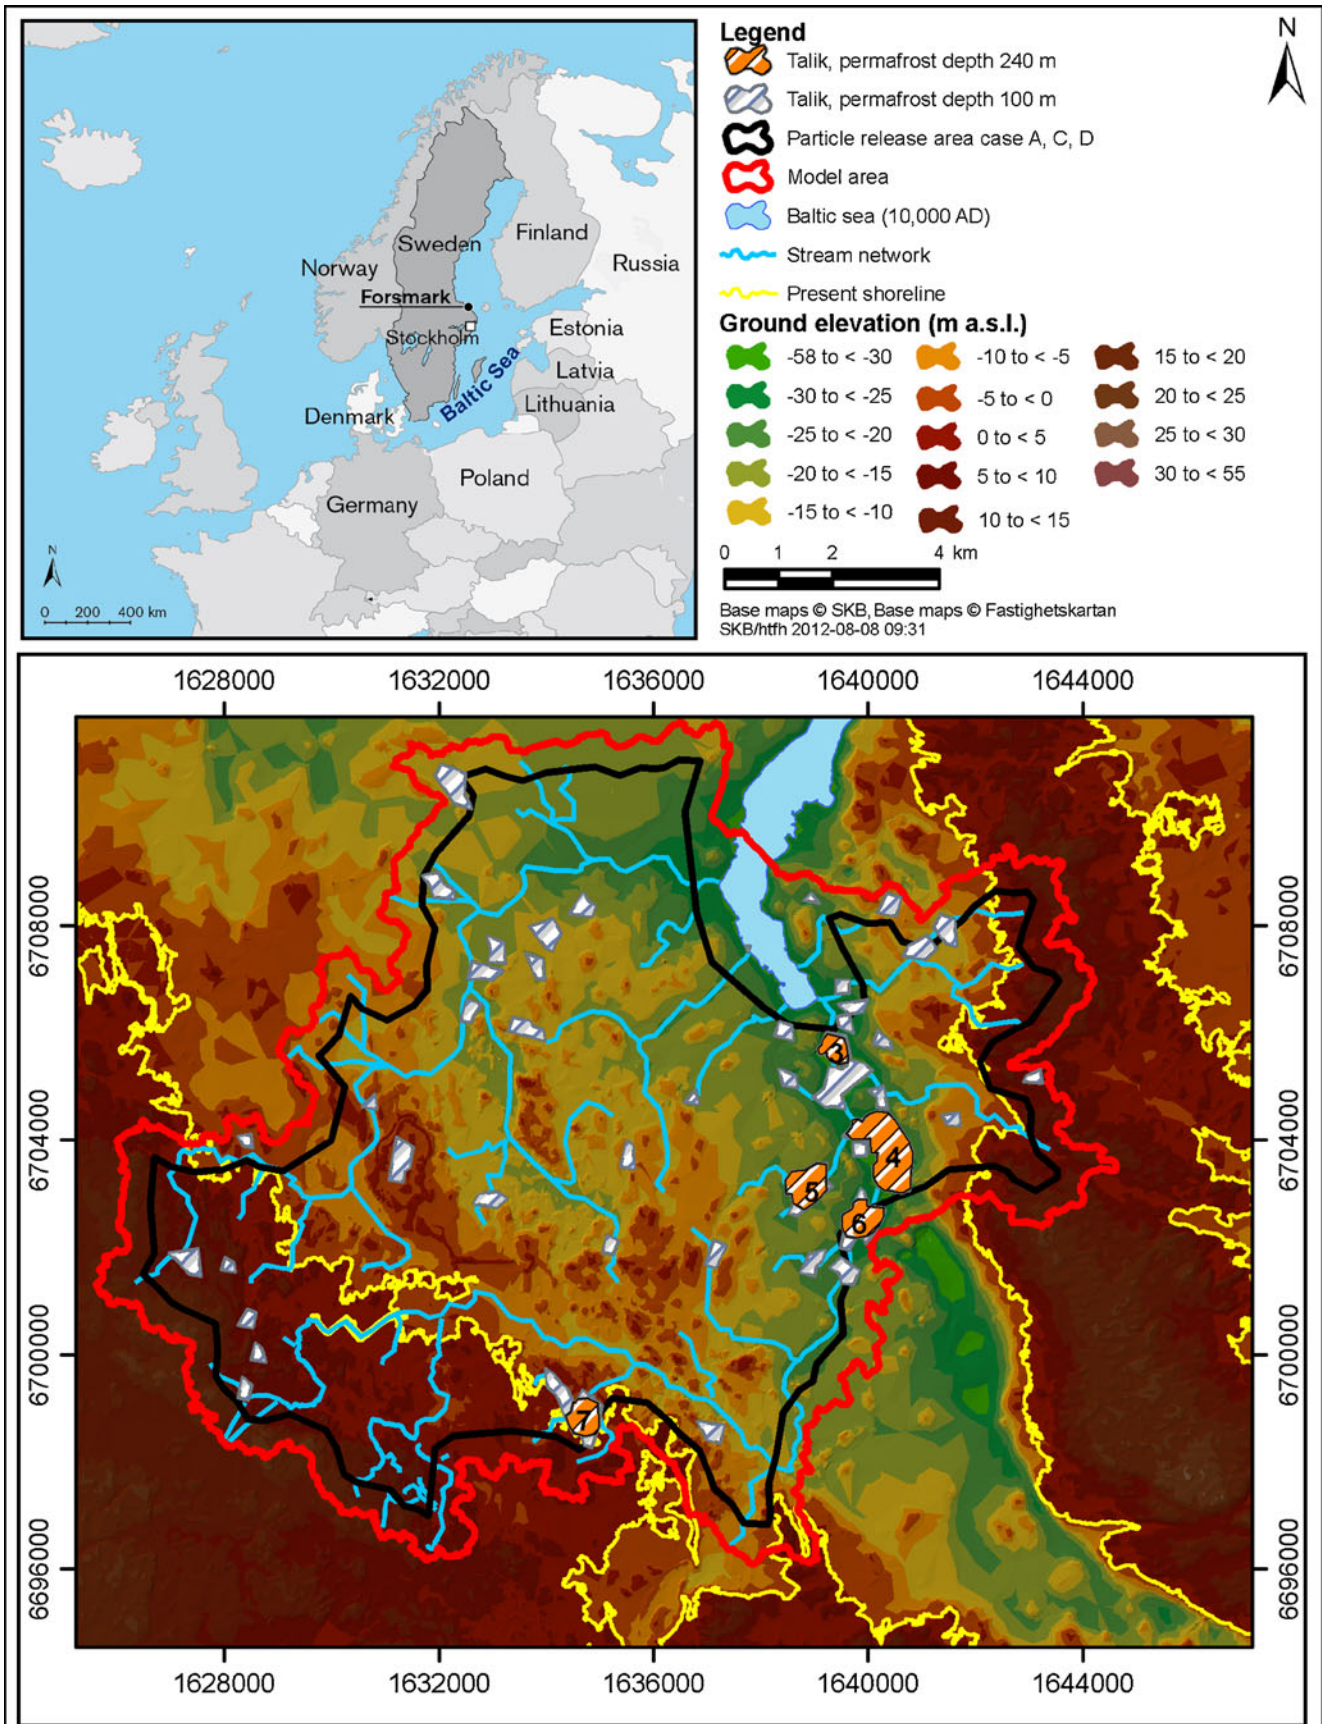 Norway
Sweden
Finland
Russia
Forsmark
Stockholm
Estonia
Latvia
Lithuania
Baltic Sea
Denmark
Poland
Germany
N
0 200 400 km
Legend
N
Talik, permafrost depth 240 m
Talik, permafrost depth 100 m
Particle release area case A, C, D
Model area
Baltic sea (10,000 AD)
Stream network
Present shoreline
Ground elevation (m a.s.l.)
-58 to < -30
-30 to < -25
-25 to < -20
-20 to < -15
-15 to < -10
-10 to < -5
-5 to < 0
0 to < 5
5 to < 10
10 to < 15
15 to < 20
20 to < 25
25 to < 30
30 to < 55
0 1 2 4 km
Base maps © SKB, Base maps © Fastighetskartan
SKB/htfh 2012-08-08 09:31
1628000 1632000 1636000 1640000 1644000
6708000 6708000
6704000 6704000
6700000 6700000
6696000 6696000
3
4
5
6
7
1628000 1632000 1636000 1640000 1644000